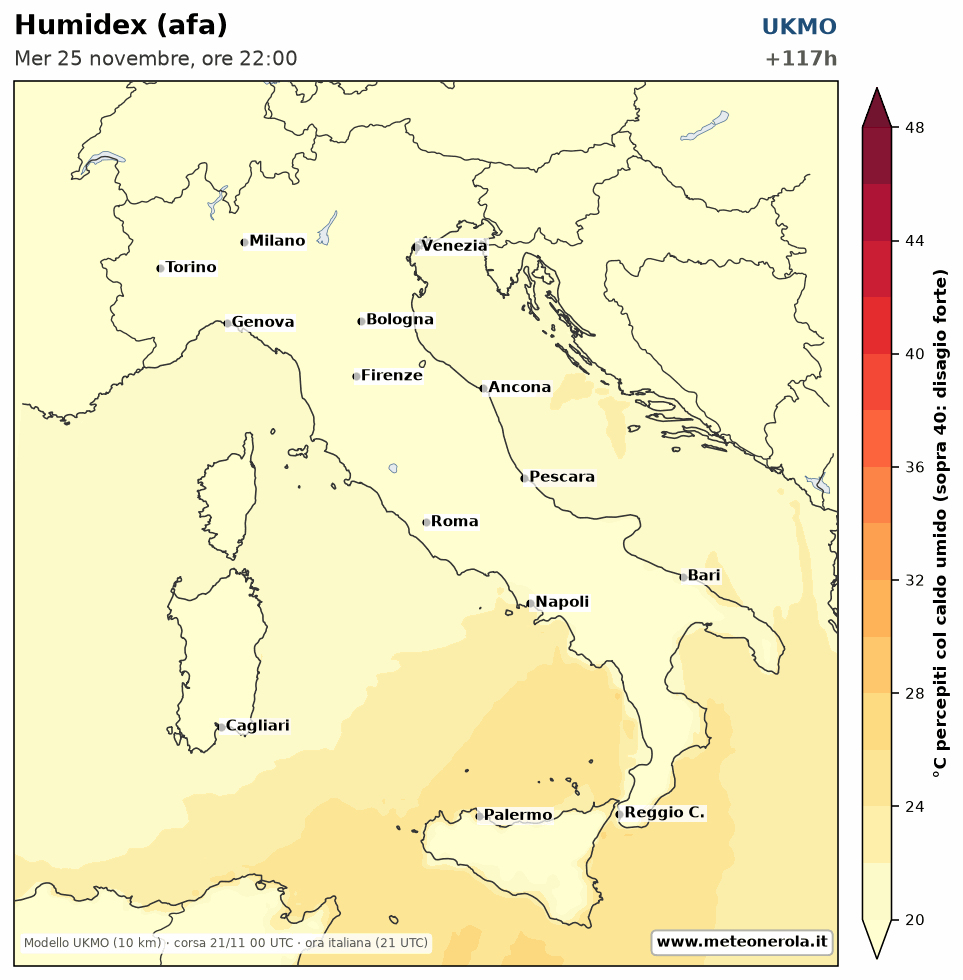 Humidex (afa)
UKMO
Mer 25 novembre, ore 22:00
+117h
Milano
Venezia
Torino
Genova
Bologna
Firenze
Ancona
Pescara
Roma
Bari
Napoli
Cagliari
Palermo
Reggio C.
48
44
40
36
32
28
24
20
°C percepiti col caldo umido (sopra 40: disagio forte)
Modello UKMO (10 km) · corsa 21/11 00 UTC · ora italiana (21 UTC)
www.meteonerola.it